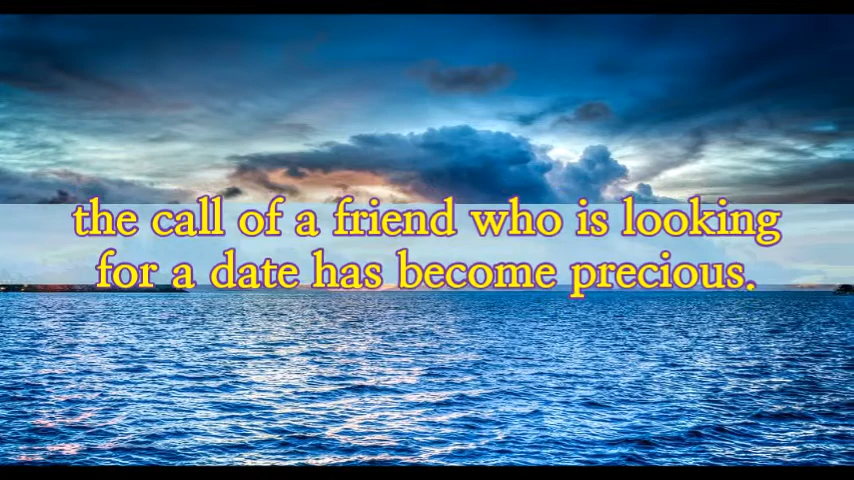 the call of a friend who is looking
for a date has become precious.